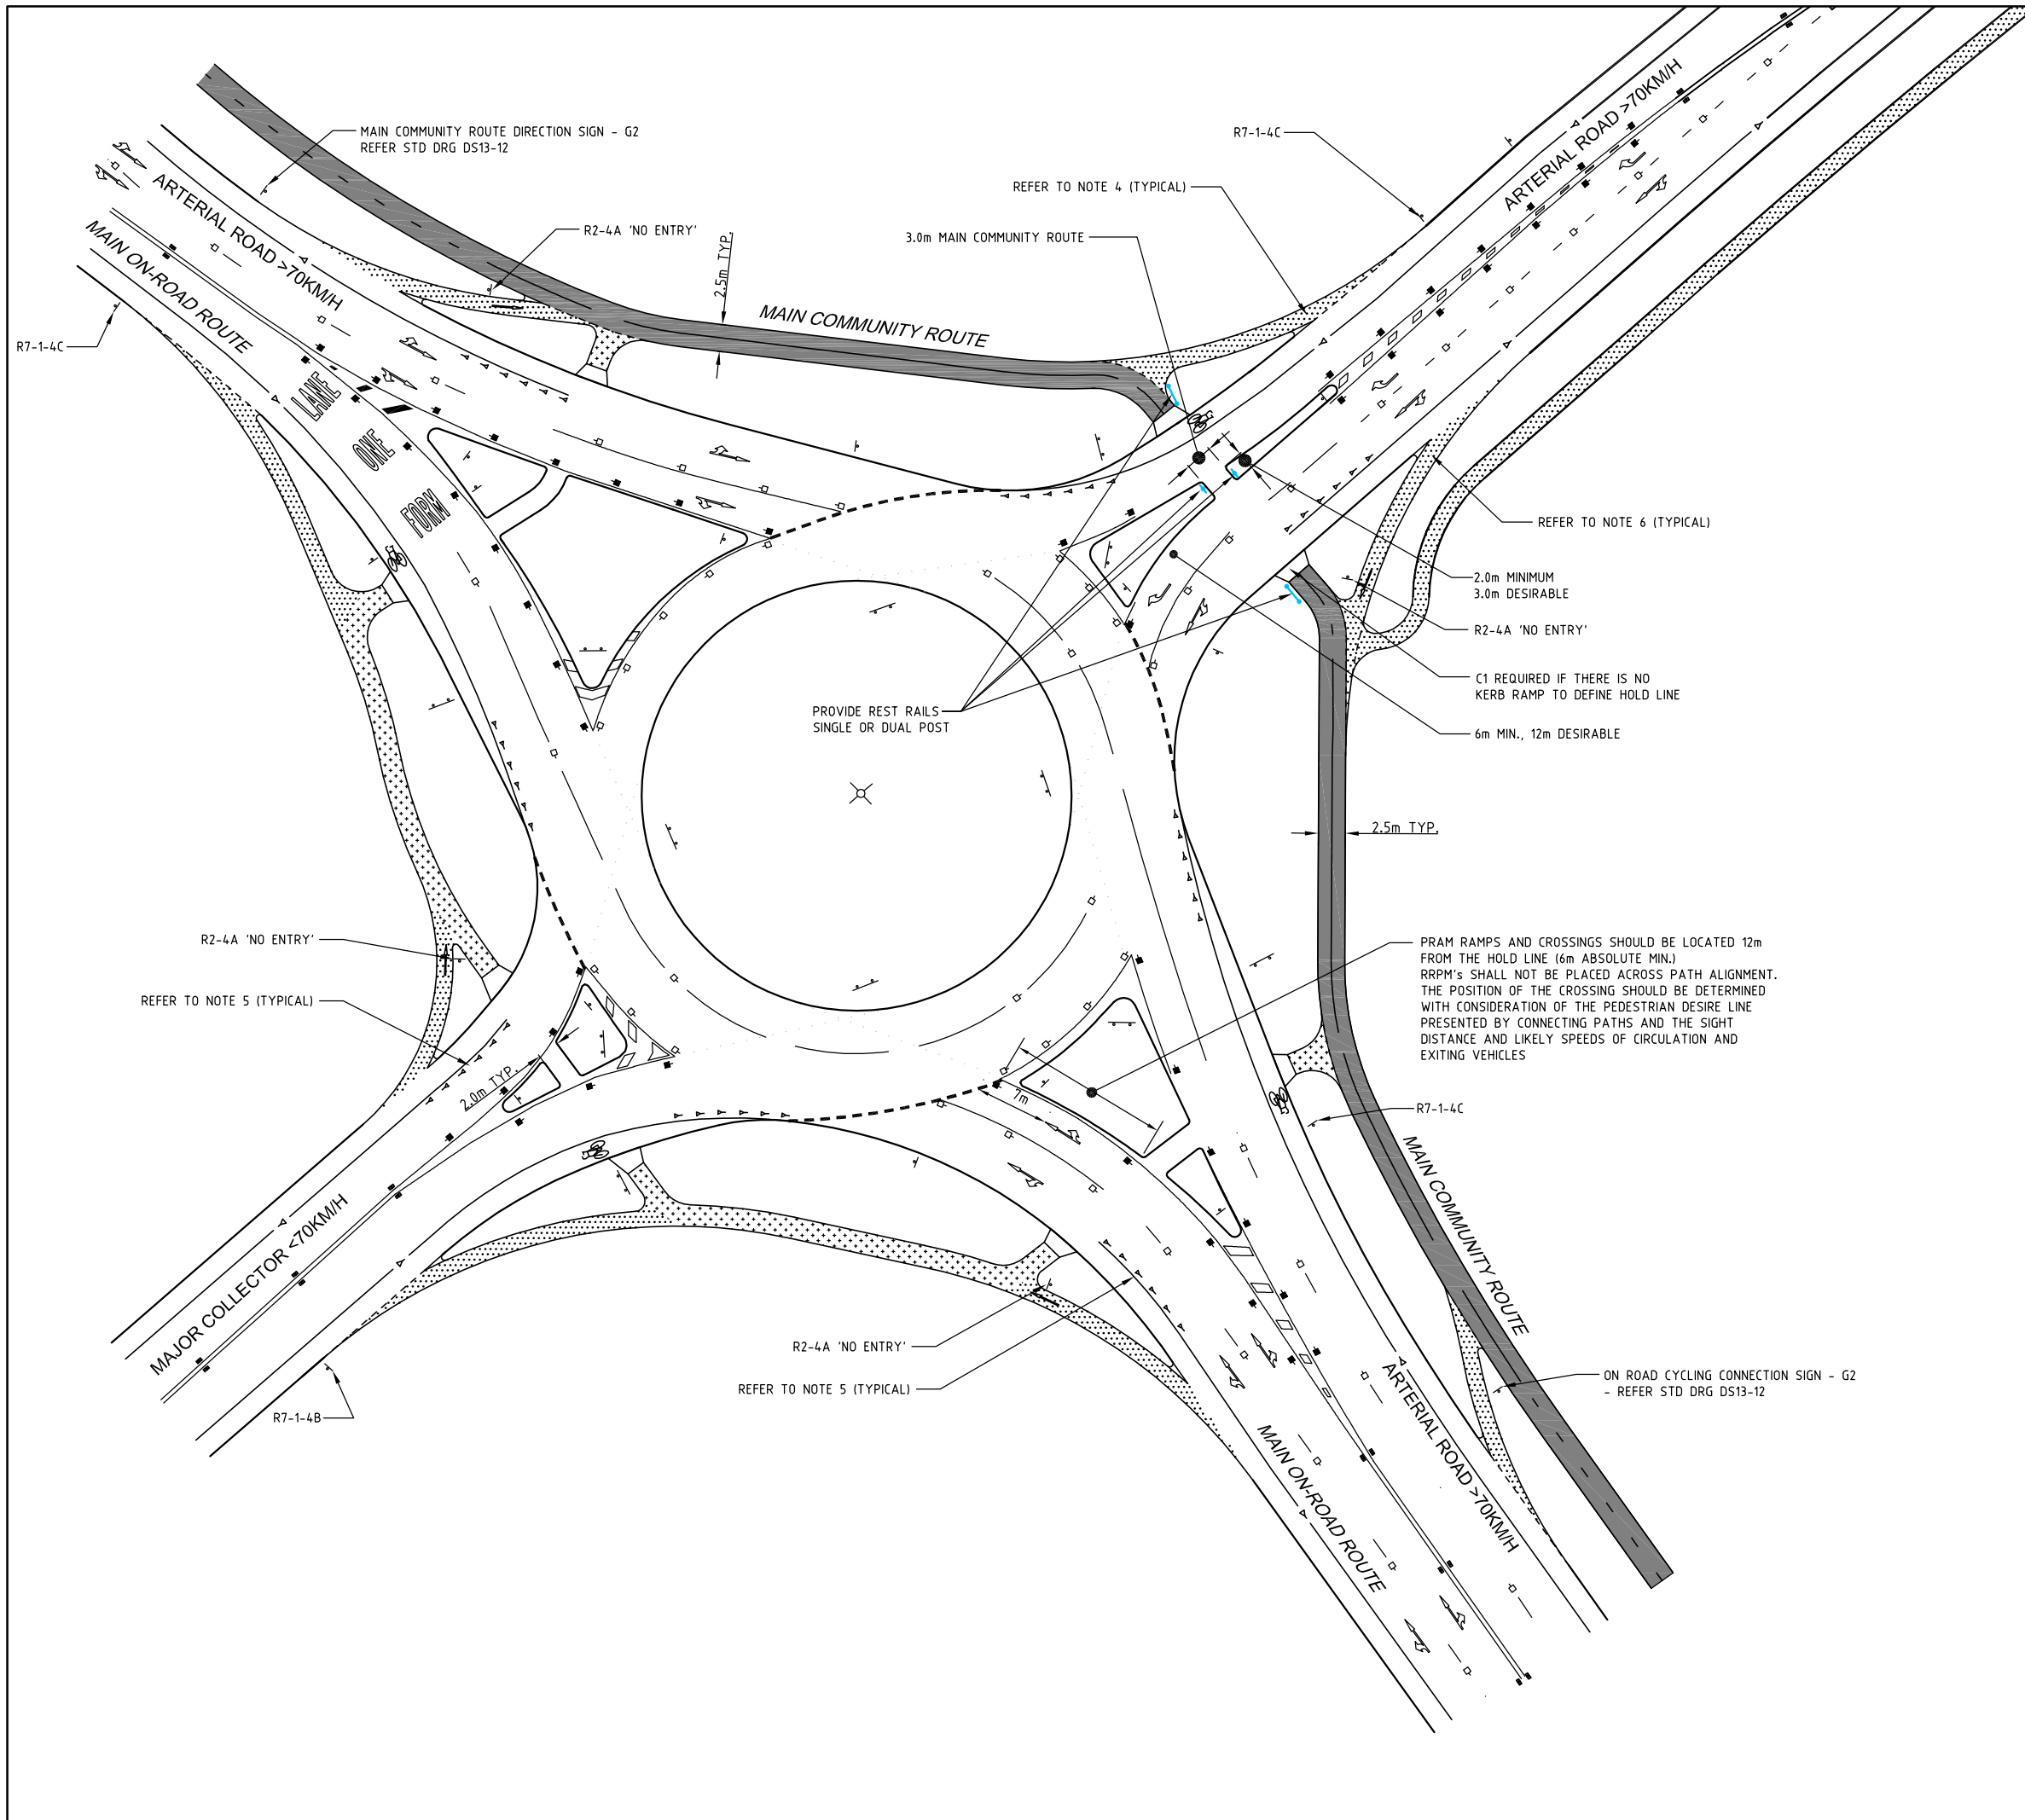 MAIN COMMUNITY ROUTE DIRECTION SIGN - G2
REFER STD DRG DS13-12
R7-1-4C
ARTERIAL ROAD >70KM/H
REFER TO NOTE 4 (TYPICAL)
ARTERIAL ROAD >70KM/H
R2-4A 'NO ENTRY'
3.0m MAIN COMMUNITY ROUTE
MAIN ON-ROAD ROUTE
2.5m TYP.
MAIN COMMUNITY ROUTE
R7-1-4C
LANE
ONE
FORM
REFER TO NOTE 6 (TYPICAL)
2.0m MINIMUM
3.0m DESIRABLE
R2-4A 'NO ENTRY'
C1 REQUIRED IF THERE IS NO
KERB RAMP TO DEFINE HOLD LINE
PROVIDE REST RAILS
SINGLE OR DUAL POST
6m MIN., 12m DESIRABLE
2.5m TYP.
R2-4A 'NO ENTRY'
PRAM RAMPS AND CROSSINGS SHOULD BE LOCATED 12m
FROM THE HOLD LINE (6m ABSOLUTE MIN.)
RRPM's SHALL NOT BE PLACED ACROSS PATH ALIGNMENT.
THE POSITION OF THE CROSSING SHOULD BE DETERMINED
WITH CONSIDERATION OF THE PEDESTRIAN DESIRE LINE
PRESENTED BY CONNECTING PATHS AND THE SIGHT
DISTANCE AND LIKELY SPEEDS OF CIRCULATION AND
EXITING VEHICLES
REFER TO NOTE 5 (TYPICAL)
2.0m TYP.
7m
R7-1-4C
MAIN COMMUNITY ROUTE
MAJOR COLLECTOR <70KM/H
R2-4A 'NO ENTRY'
REFER TO NOTE 5 (TYPICAL)
ON ROAD CYCLING CONNECTION SIGN - G2
- REFER STD DRG DS13-12
R7-1-4B
ARTERIAL ROAD >70KM/H
MAIN ON-ROAD ROUTE